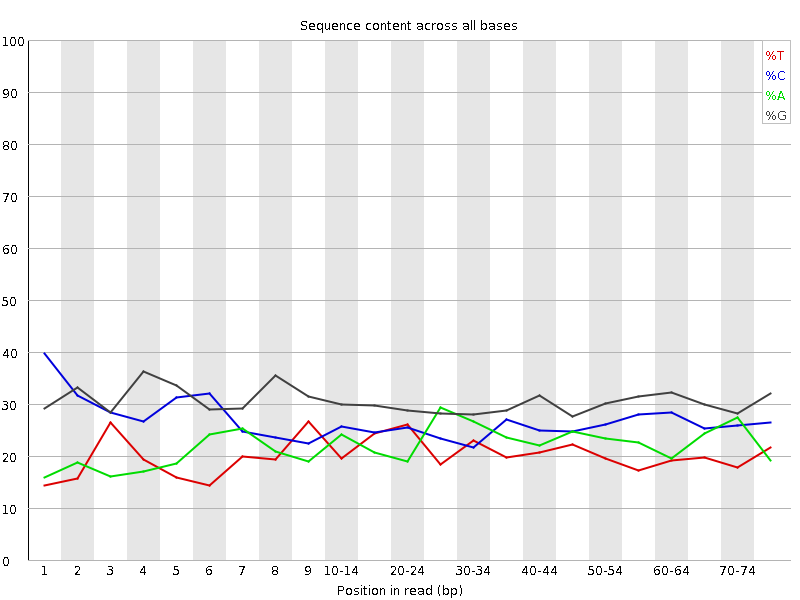 Sequence content across all bases
%T
%C
%A
%G
100
90
80
70
60
50
40
30
20
10
0
1 2 3 4 5 6 7 8 9 10-14 20-24 30-34 40-44 50-54 60-64 70-74
Position in read (bp)